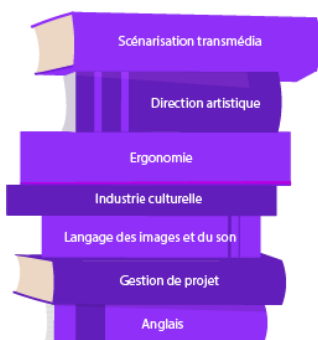 Scénarisation transmédia
Direction artistique
Ergonomie
Industrie culturelle
Langage des images et du son
Gestion de projet
Anglais